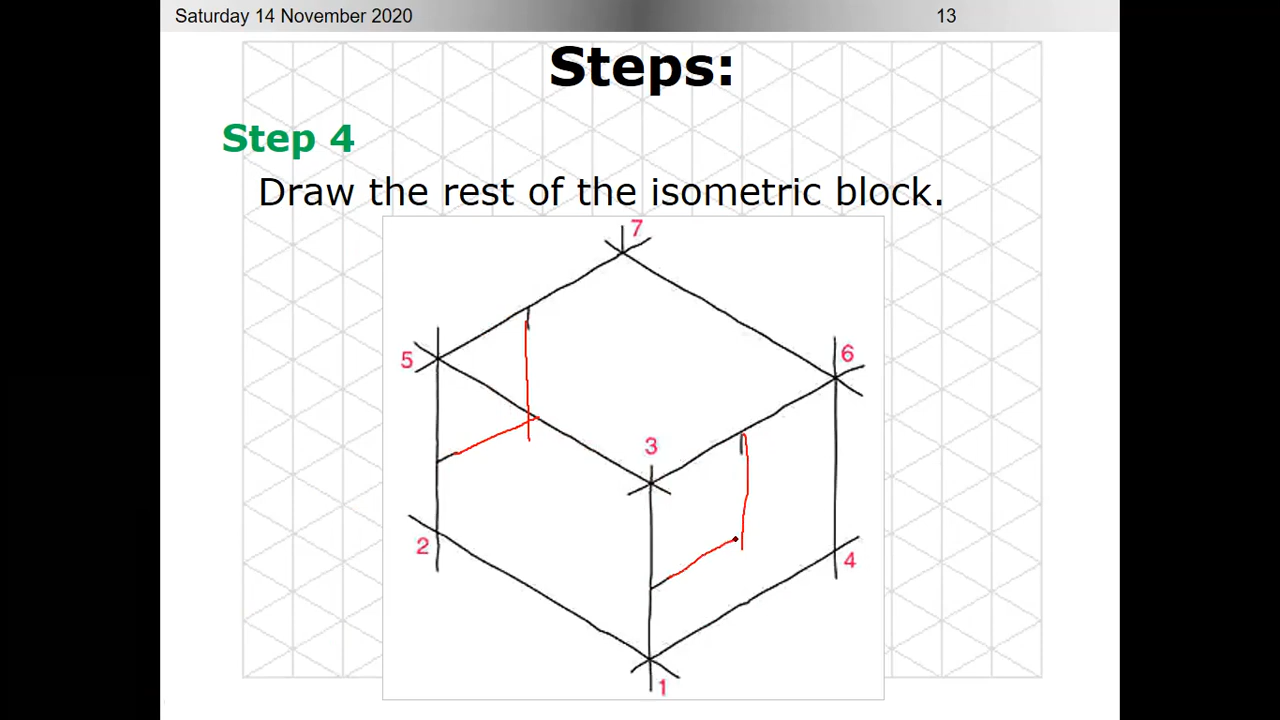 Saturday 14 November 2020 13
Steps:
Step 4
Draw the rest of the isometric block.
7
5
6
3
2
4
1